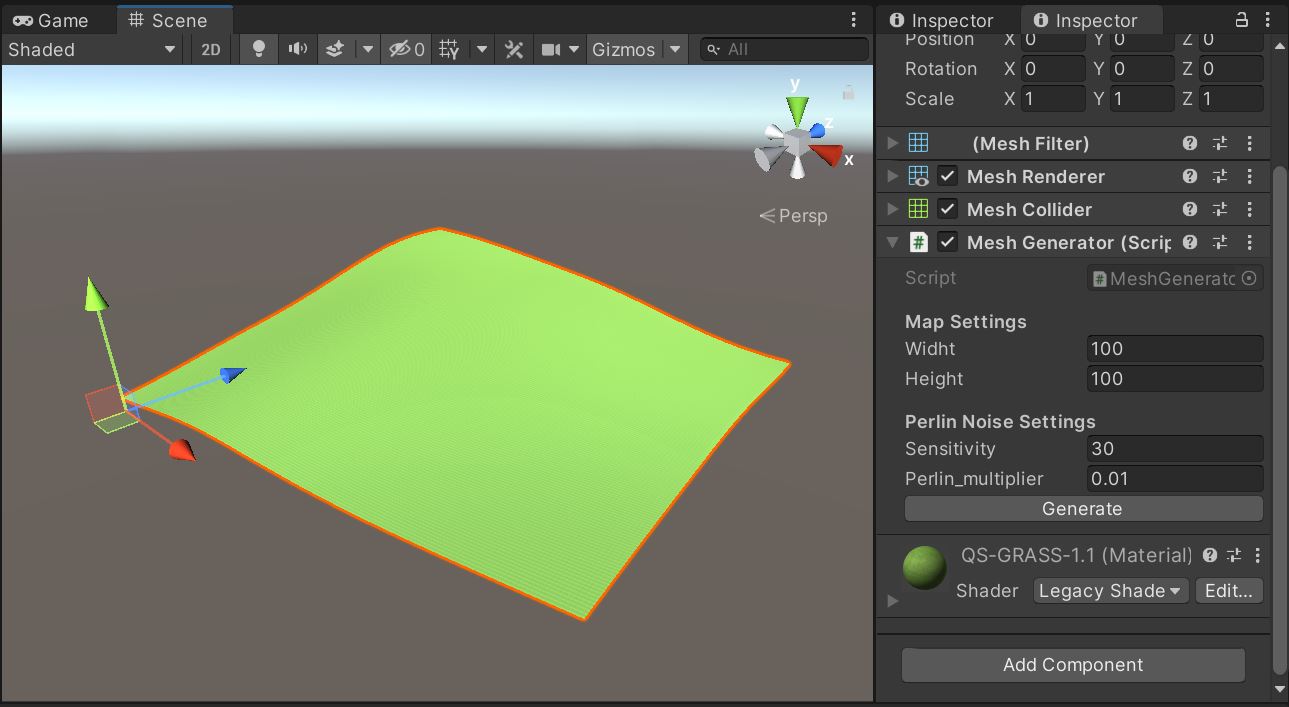 Game Scene
Shaded 2D 0 Gizmos All
y
z
x
Persp
Inspector Inspector
Position X 0 Y 0 Z 0
Rotation X 0 Y 0 Z 0
Scale X 1 Y 1 Z 1
(Mesh Filter)
Mesh Renderer
Mesh Collider
# Mesh Generator (Scrip
Script # MeshGeneratc
Map Settings
Widht 100
Height 100
Perlin Noise Settings
Sensitivity 30
Perlin_multiplier 0.01
Generate
QS-GRASS-1.1 (Material)
Shader Legacy Shade Edit...
Add Component